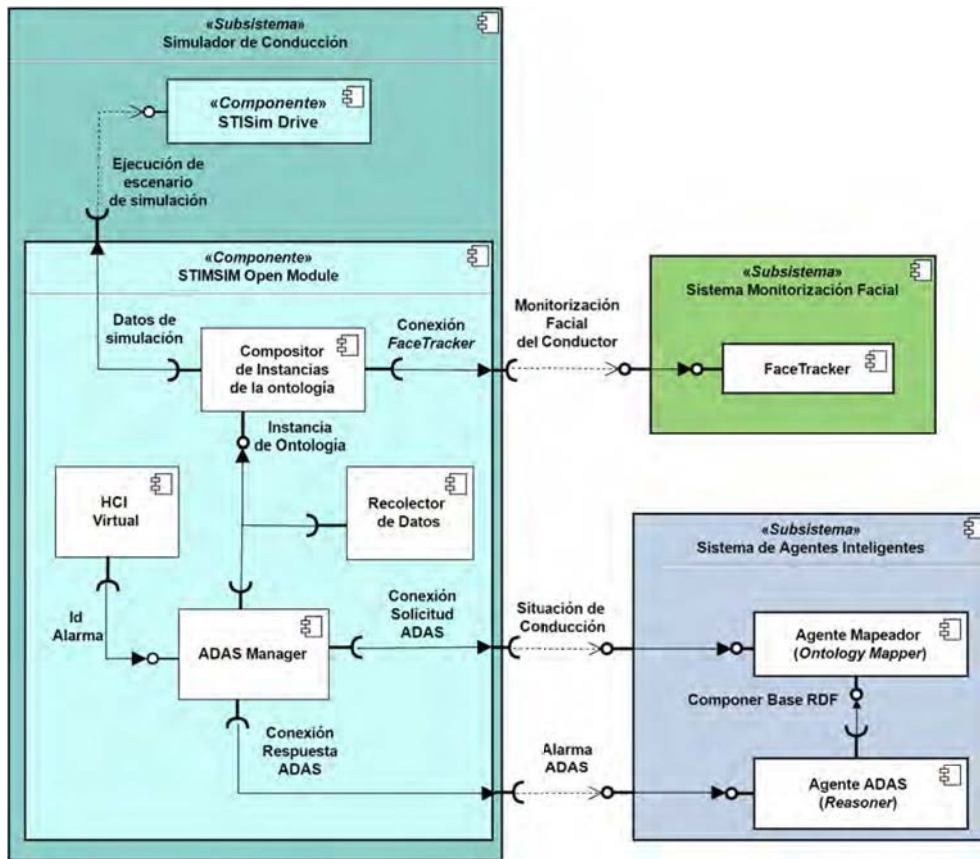 «Subsistema»
Simulador de Conducción
«Componente»
STISim Drive
Ejecución de
escenario
de simulación
«Componente»
STIMSIM Open Module
Datos de
simulación
Compositor
de Instancias
de la ontología
Conexión
FaceTracker
Monitorización
Facial
del Conductor
«Subsistema»
Sistema Monitorización Facial
FaceTracker
Instancia
de Ontología
HCI
Virtual
Recolector
de Datos
Id
Alarma
ADAS Manager
Conexión
Solicitud
ADAS
Situación de
Conducción
«Subsistema»
Sistema de Agentes Inteligentes
Agente Mapeador
(Ontology Mapper)
Componer Base RDF
Conexión
Respuesta
ADAS
Alarma
ADAS
Agente ADAS
(Reasoner)